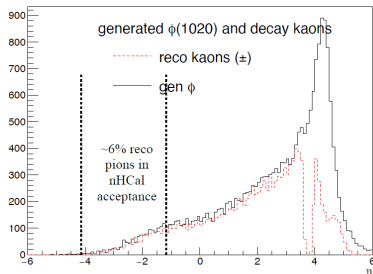 generated ϕ(1020) and decay kaons
reco kaons (±)
gen ϕ
~6% reco
pions in
nHCal
acceptance
900
800
700
600
500
400
300
200
100
0
−6 −4 −2 0 2 4 6
η